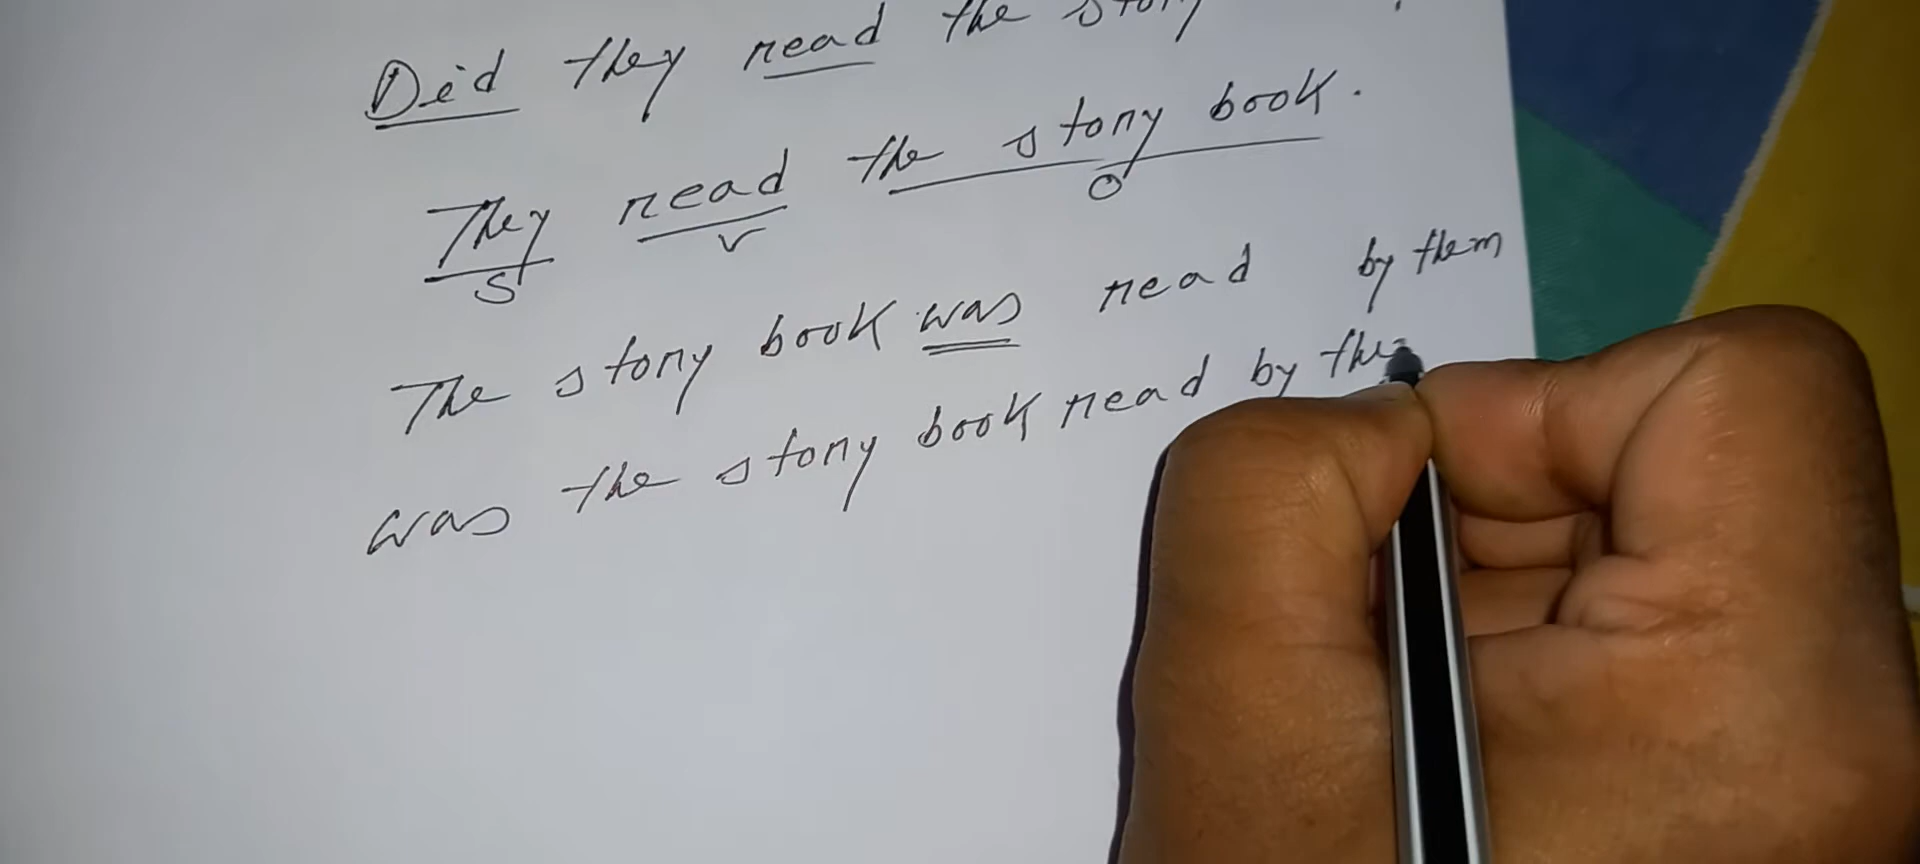 Did they read the story
They read the story book.
S V O
The story book was read by them
was the story book read by the